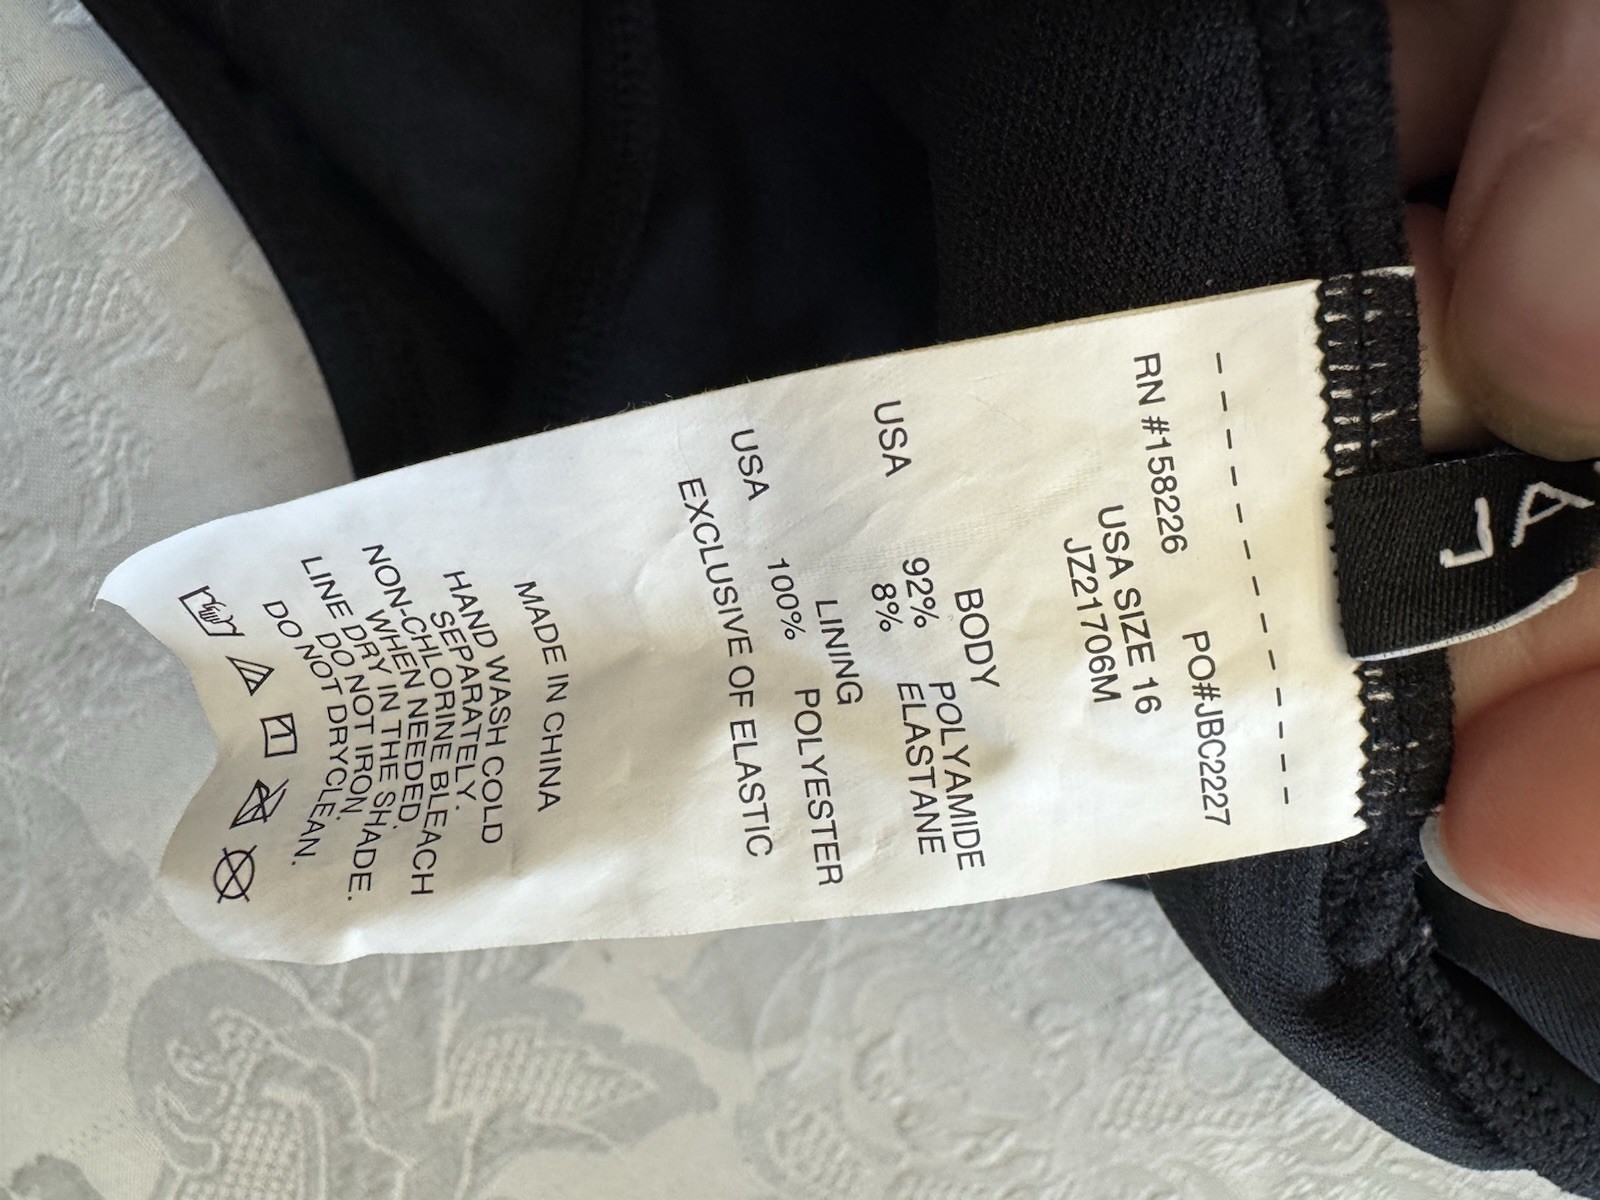 RN #158226 PO#JBC2227
USA SIZE 16
JZ21706M
BODY
USA 92% POLYAMIDE
8% ELASTANE
LINING
USA 100% POLYESTER
EXCLUSIVE OF ELASTIC
MADE IN CHINA
HAND WASH COLD
SEPARATELY.
NON-CHLORINE BLEACH
WHEN NEEDED.
LINE DRY IN THE SHADE.
DO NOT IRON.
DO NOT DRYCLEAN.
JA